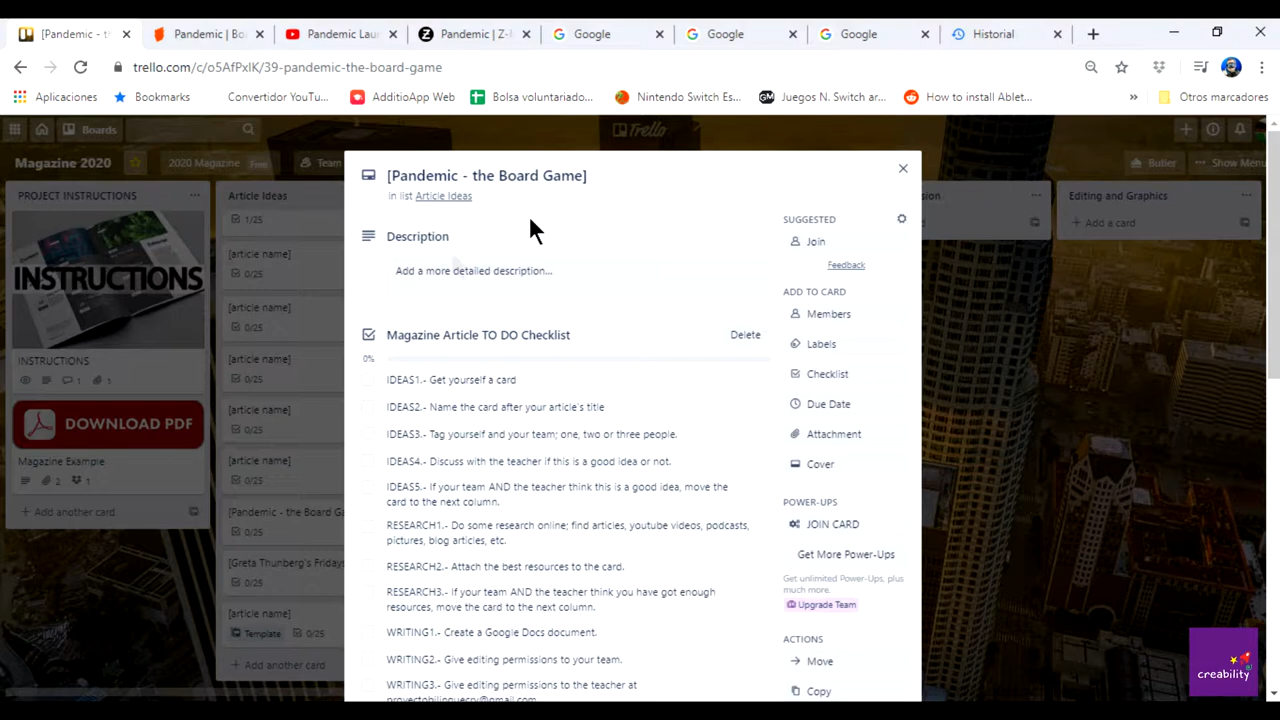 [Pandemic - th
Pandemic | Bo
Pandemic Lau
Pandemic | Z-
Google
Google
Google
Historial
trello.com/c/o5AfPxIK/39-pandemic-the-board-game
Aplicaciones
Bookmarks
Convertidor YouTu...
AdditioApp Web
Bolsa voluntariado...
Nintendo Switch Es...
Juegos N. Switch ar...
How to install Ablet...
»
Otros marcadores
Boards
Trello
Magazine 2020
2020 Magazine
Free
Team
Butler
Show Menu
PROJECT INSTRUCTIONS
INSTRUCTIONS
INSTRUCTIONS
1
1
DOWNLOAD PDF
Magazine Example
2
1
+ Add another card
Article Ideas
1/25
[article name]
0/25
[article name]
0/25
[article name]
0/25
[article name]
0/25
[article name]
0/25
[Pandemic - the Board Ga
0/25
[Greta Thunberg's Fridays
0/25
[article name]
Template
0/25
+ Add another card
[Pandemic - the Board Game]
in list Article Ideas
Description
Add a more detailed description...
Magazine Article TO DO Checklist
Delete
0%
IDEAS1.- Get yourself a card
IDEAS2.- Name the card after your article's title
IDEAS3.- Tag yourself and your team; one, two or three people.
IDEAS4.- Discuss with the teacher if this is a good idea or not.
IDEAS5.- If your team AND the teacher think this is a good idea, move the
card to the next column.
RESEARCH1.- Do some research online; find articles, youtube videos, podcasts,
pictures, blog articles, etc.
RESEARCH2.- Attach the best resources to the card.
RESEARCH3.- If your team AND the teacher think you have got enough
resources, move the card to the next column.
WRITING1.- Create a Google Docs document.
WRITING2.- Give editing permissions to your team.
WRITING3.- Give editing permissions to the teacher at
proyectobilinguecry@gmail.com
SUGGESTED
Join
Feedback
ADD TO CARD
Members
Labels
Checklist
Due Date
Attachment
Cover
POWER-UPS
JOIN CARD
Get More Power-Ups
Get unlimited Power-Ups, plus
much more.
Upgrade Team
ACTIONS
Move
Copy
sion
Editing and Graphics
+ Add a card
creability